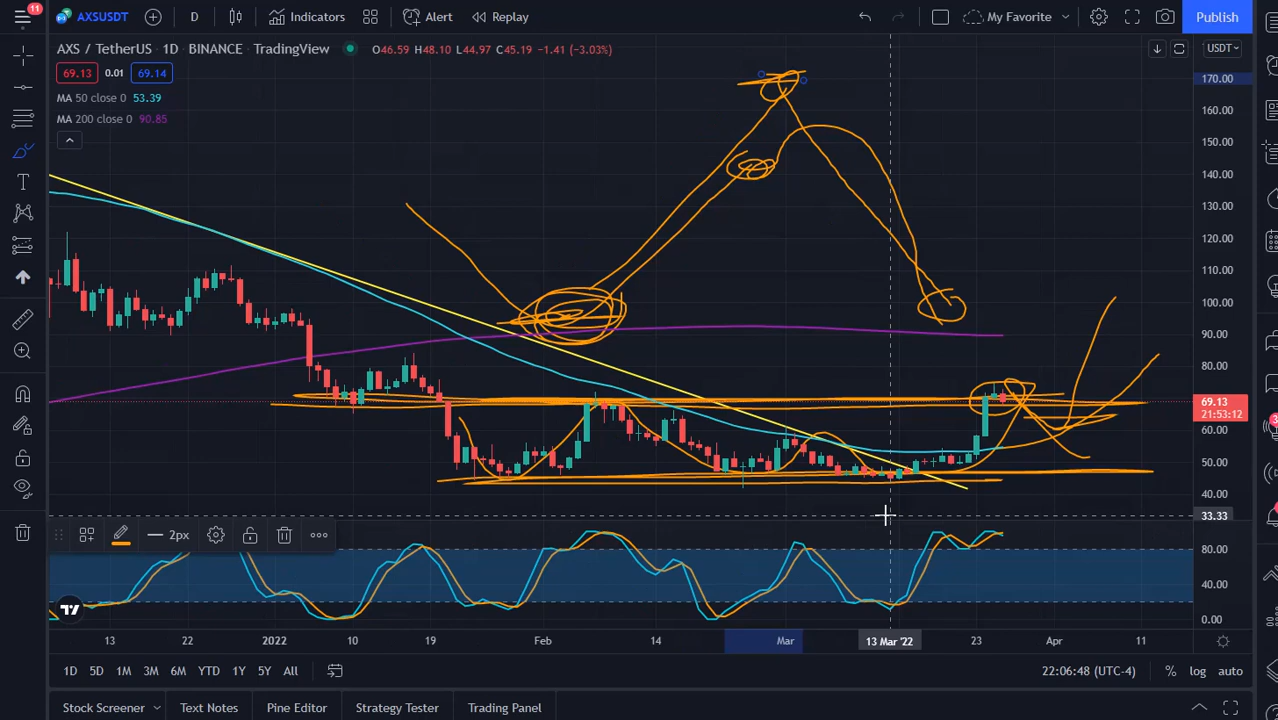 11 AXSUSDT D Indicators Alert Replay My Favorite Publish
AXS / TetherUS · 1D · BINANCE · TradingView O46.59 H48.10 L44.97 C45.19 −1.41 (−3.03%) USDT
69.13 0.01 69.14
MA 50 close 0 53.39
MA 200 close 0 90.85
170.00
160.00
150.00
140.00
130.00
120.00
110.00
100.00
90.00
80.00
69.13
21:53:12
60.00
50.00
40.00
33.33
2px
80.00
40.00
0.00
13 22 2022 10 19 Feb 14 Mar 13 Mar '22 23 Apr 11
1D 5D 1M 3M 6M YTD 1Y 5Y All 22:06:48 (UTC-4) % log auto
Stock Screener Text Notes Pine Editor Strategy Tester Trading Panel